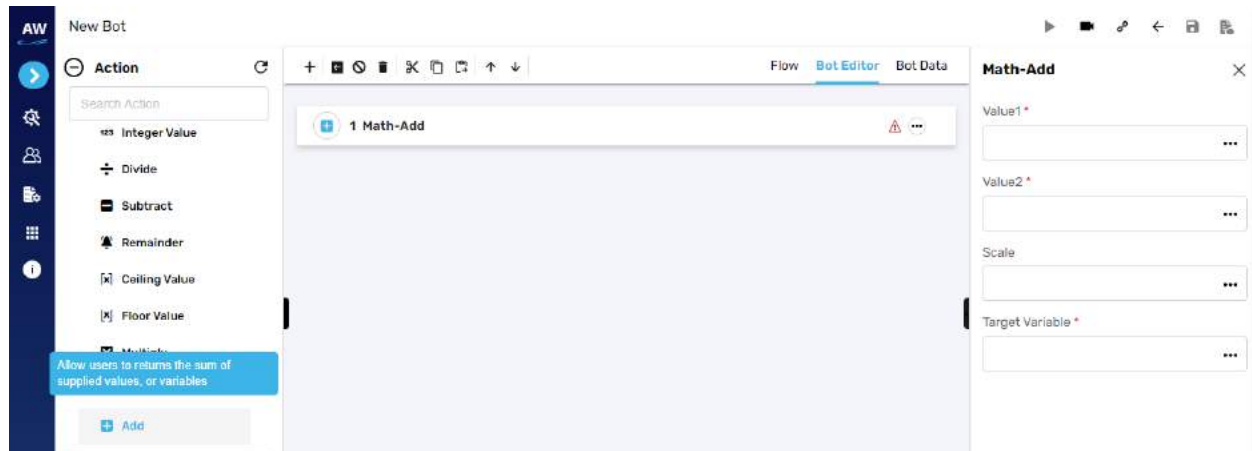 AW
New Bot
Action
Search Action
123 Integer Value
Divide
Subtract
Remainder
Ceiling Value
Floor Value
Multiply
Allow users to returns the sum of
supplied values, or variables
Add
Flow Bot Editor Bot Data
1 Math-Add
Math-Add
Value1 *
Value2 *
Scale
Target Variable *